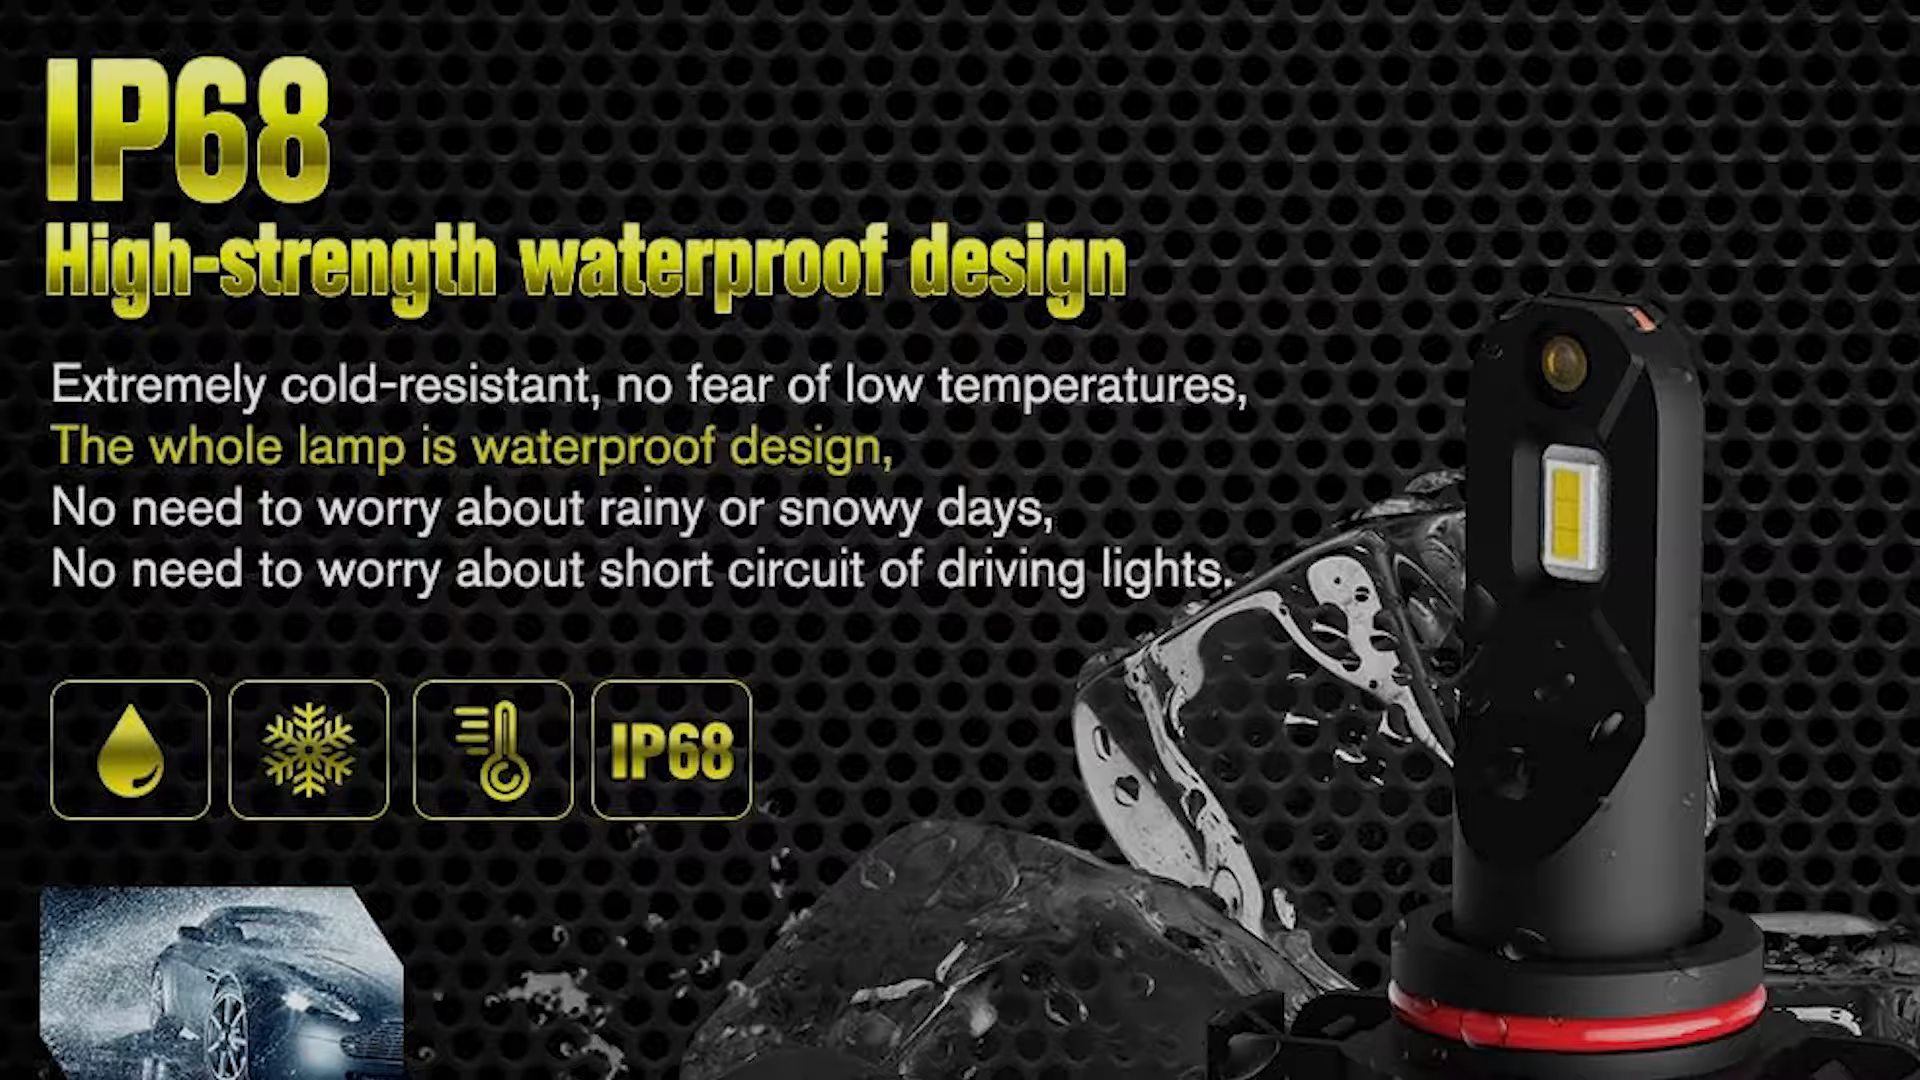 IP68
High-strength waterproof design
Extremely cold-resistant, no fear of low temperatures,
The whole lamp is waterproof design,
No need to worry about rainy or snowy days,
No need to worry about short circuit of driving lights.
IP68